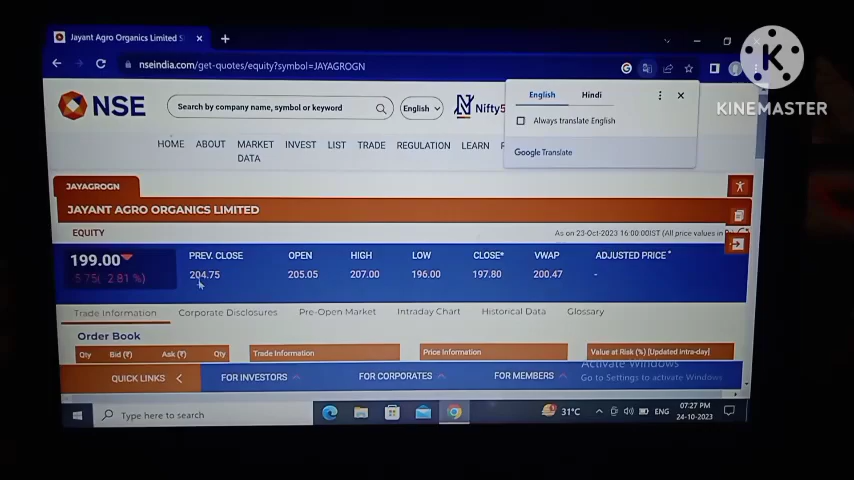 Jayant Agro Organics Limited S
nseindia.com/get-quotes/equity?symbol=JAYAGROGN
KINEMASTER
NSE
Search by company name, symbol or keyword
English
Nifty5
English Hindi
Always translate English
Google Translate
HOME ABOUT MARKET DATA INVEST LIST TRADE REGULATION LEARN
JAYAGROGN
JAYANT AGRO ORGANICS LIMITED
EQUITY
As on 23-Oct-2023 16:00:00IST (All price values in
199.00
-5.75(-2.81 %)
PREV. CLOSE OPEN HIGH LOW CLOSE* VWAP ADJUSTED PRICE*
204.75 205.05 207.00 196.00 197.80 200.47 -
Trade Information Corporate Disclosures Pre-Open Market Intraday Chart Historical Data Glossary
Order Book
Qty Bid (₹) Ask (₹) Qty Trade Information Price Information Value at Risk (%) [Updated intra-day]
Activate Windows
Go to Settings to activate Windows
QUICK LINKS FOR INVESTORS FOR CORPORATES FOR MEMBERS
Type here to search
31°C
ENG
07:27 PM
24-10-2023